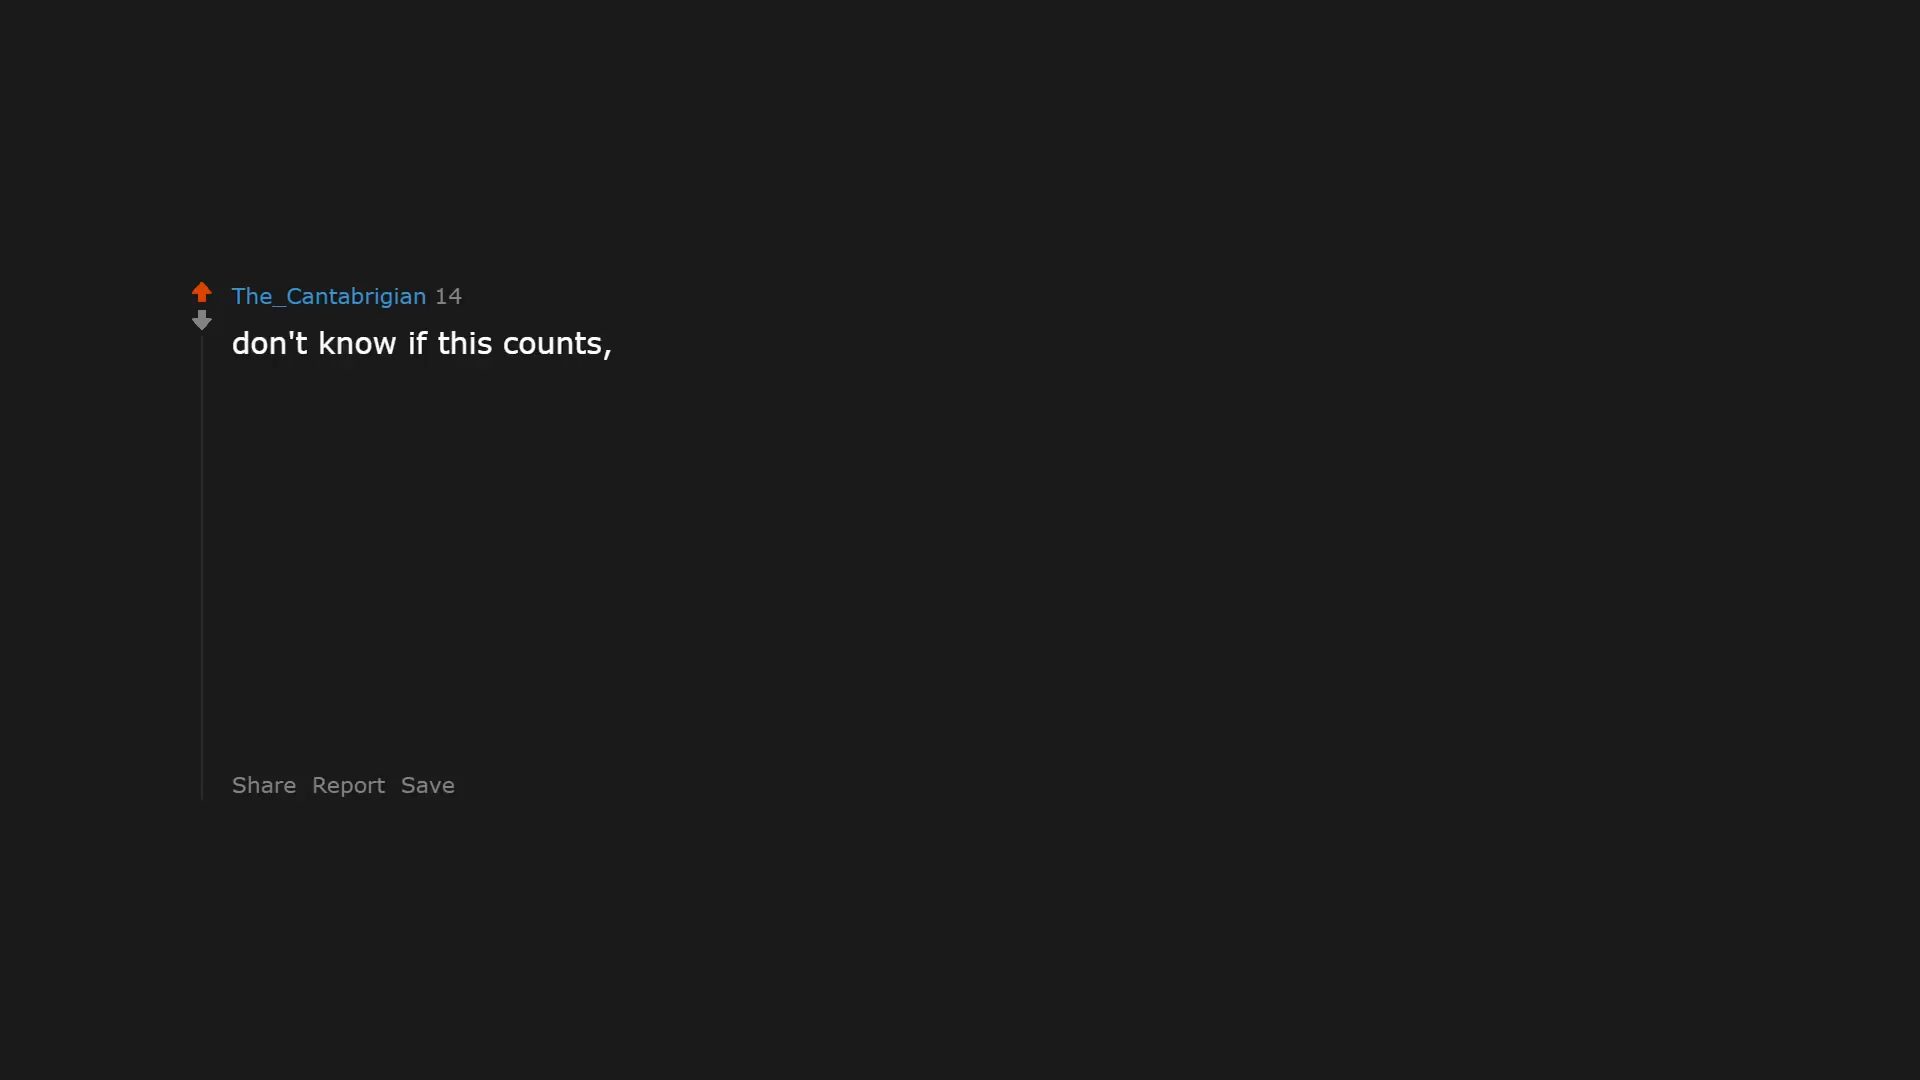 The_Cantabrigian 14
don't know if this counts,
Share Report Save